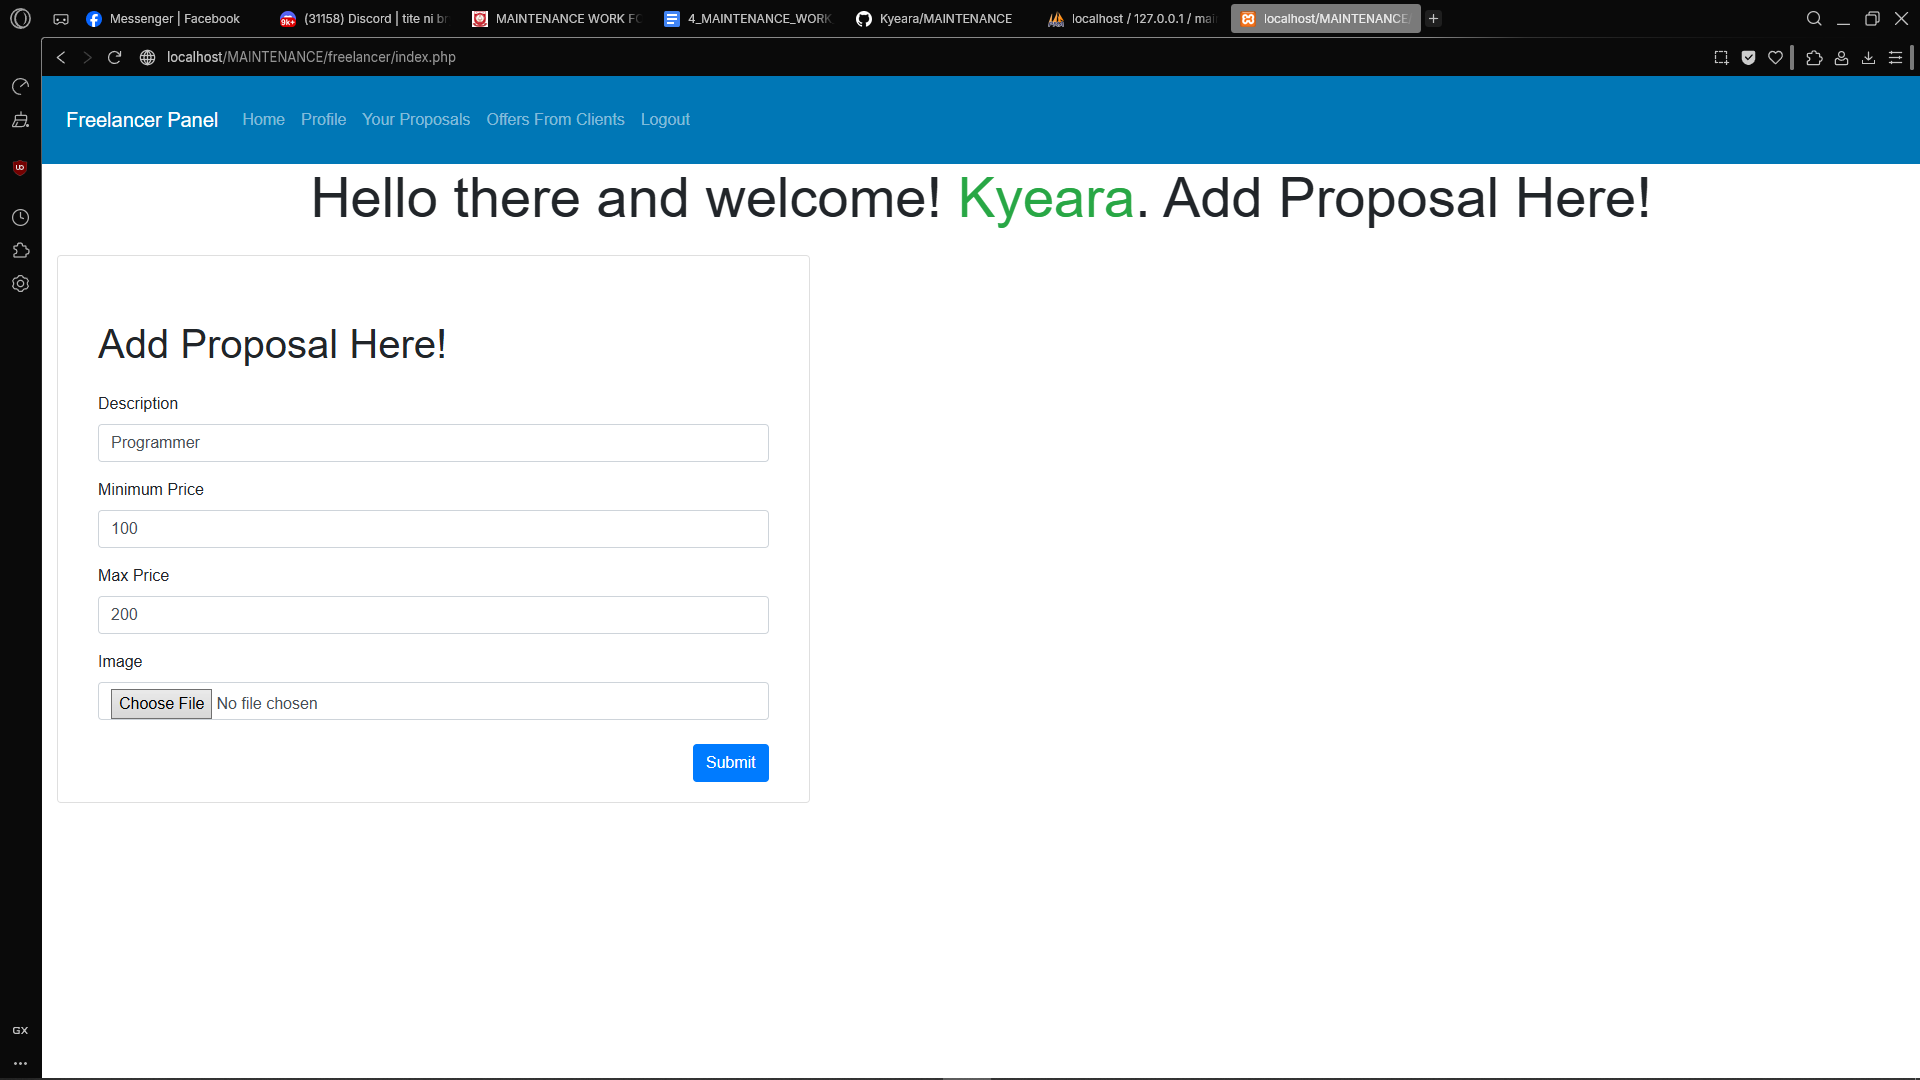 Messenger | Facebook
(31158) Discord | tite ni br
MAINTENANCE WORK FO
4_MAINTENANCE_WORK
Kyeara/MAINTENANCE
localhost / 127.0.0.1 / mai
localhost/MAINTENANCE/
localhost/MAINTENANCE/freelancer/index.php
Freelancer Panel Home Profile Your Proposals Offers From Clients Logout
Hello there and welcome! Kyeara. Add Proposal Here!
Add Proposal Here!
Description
Programmer
Minimum Price
100
Max Price
200
Image
Choose File No file chosen
Submit
9k+
UD
GX